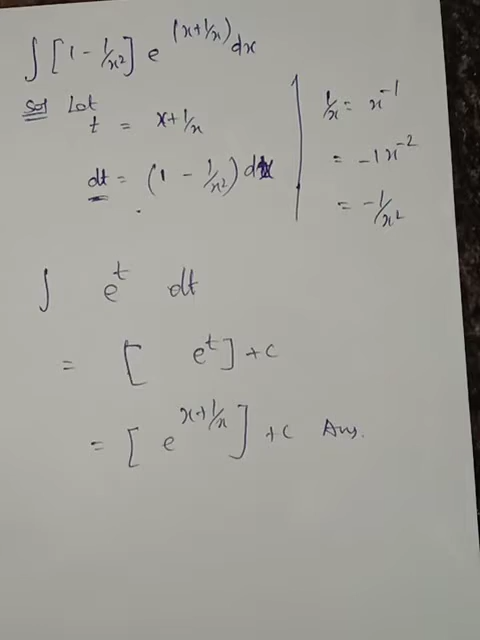 ∫ [1 - 1/x²] e^(x+1/x) dx
Sol Let
t = x+1/x
dt = (1 - 1/x²) dx
1/x = x⁻¹
= -1x⁻²
= -1/x²
∫ e^t dt
= [ e^t ] + c
= [ e^x+1/x ] + c Ans.